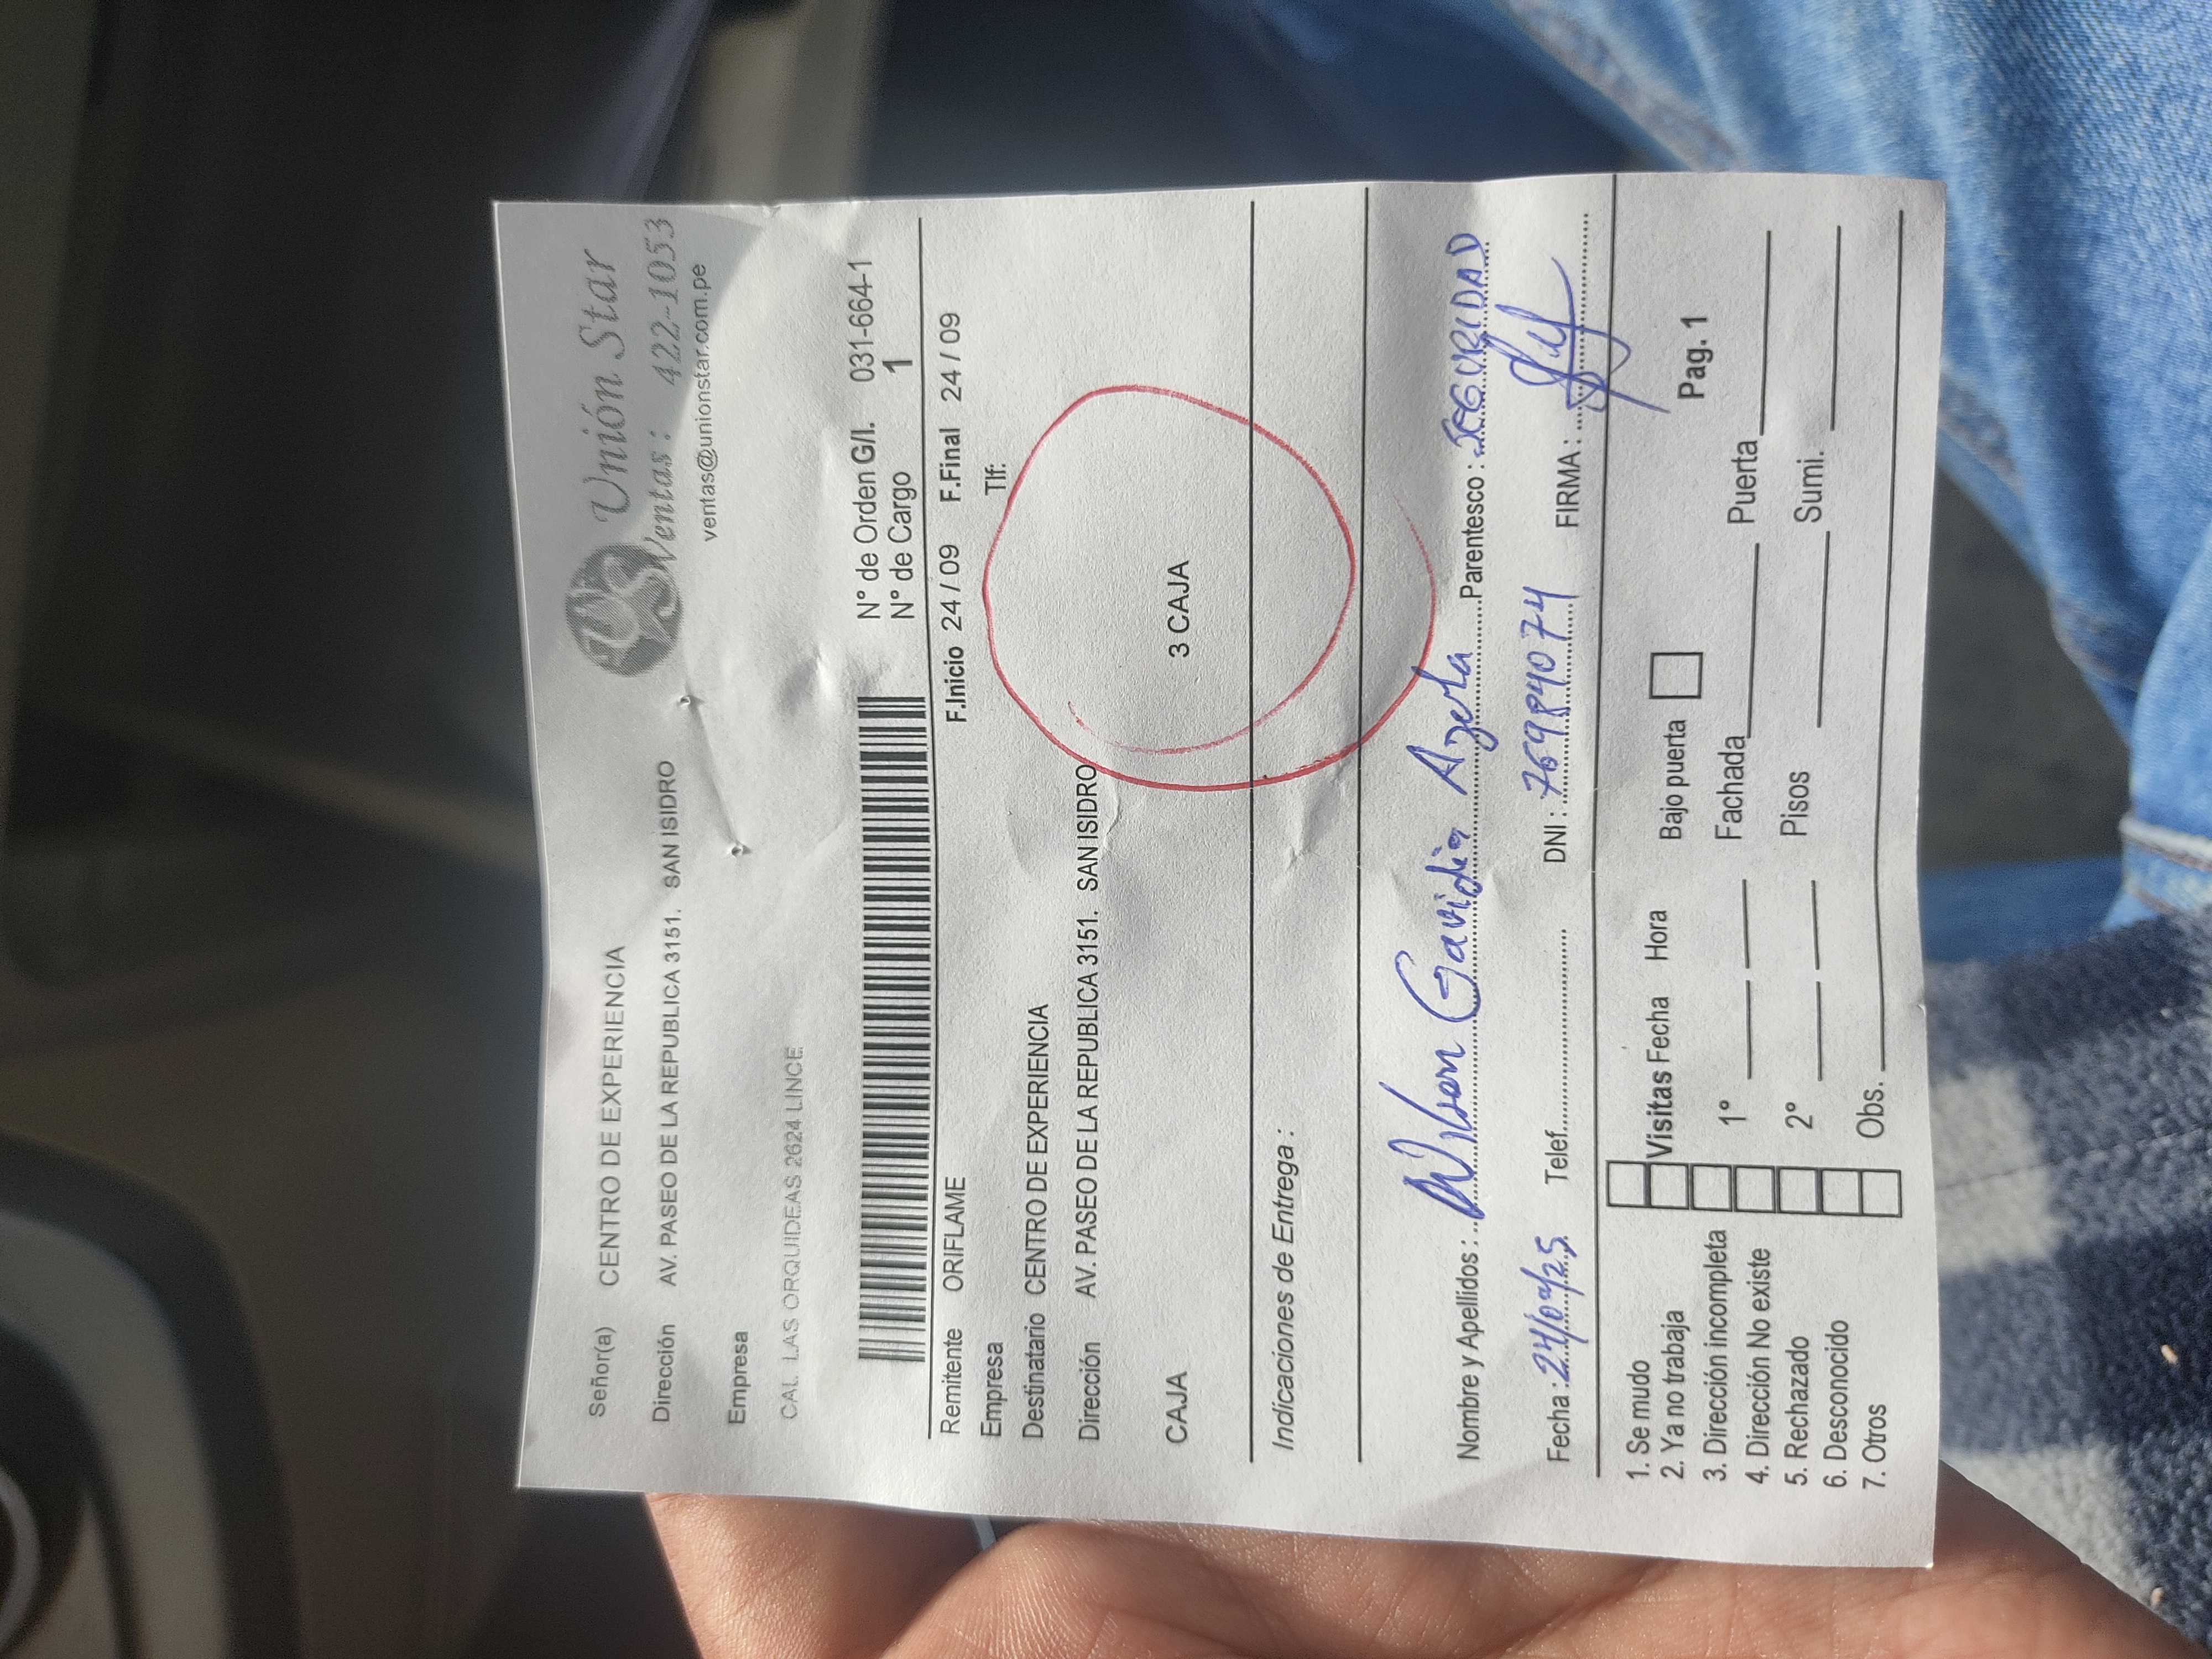 Unión Star
Ventas: 422-1053
ventas@unionstar.com.pe
Señor(a) CENTRO DE EXPERIENCIA
Dirección AV. PASEO DE LA REPUBLICA 3151. SAN ISIDRO
Empresa
CAL. LAS ORQUIDEAS 2624 LINCE
N° de Orden G/I. 031-664-1
N° de Cargo 1
Remitente ORIFLAME F.Inicio 24 / 09 F.Final 24 / 09
Empresa Tlf:
Destinatario CENTRO DE EXPERIENCIA
Dirección AV. PASEO DE LA REPUBLICA 3151. SAN ISIDRO
CAJA 3 CAJA
Indicaciones de Entrega :
Nombre y Apellidos : Wilson Gavidia Parentesco : SEGURIDAD
Fecha : 24/09/25 Telef. DNI : 76984074 FIRMA :
1. Se mudo
2. Ya no trabaja Visitas Fecha Hora Bajo puerta Pag. 1
3. Dirección incompleta 1° Fachada Puerta
4. Dirección No existe
5. Rechazado 2° Pisos Sumi.
6. Desconocido
7. Otros Obs.